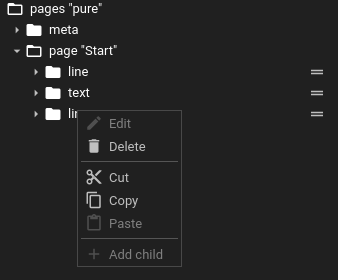 pages "pure"
meta
page "Start"
line
text
Edit
Delete
Cut
Copy
Paste
Add child